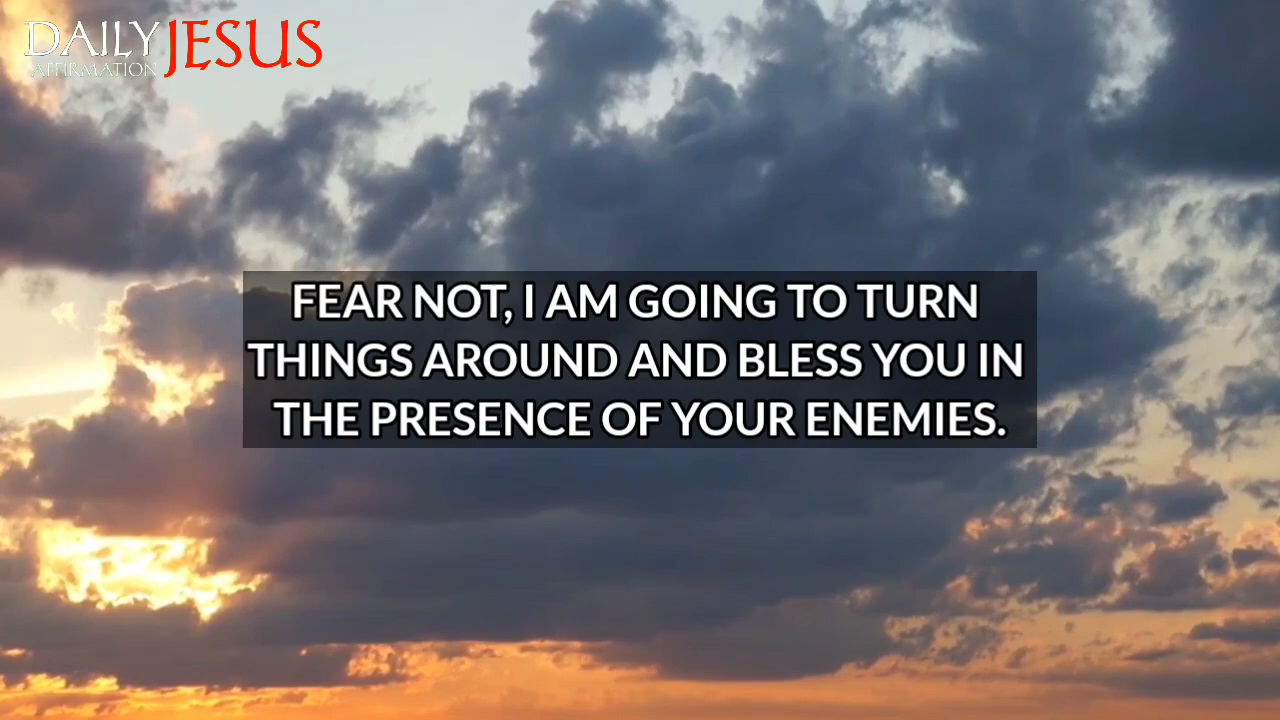 DAILY JESUS
AFFIRMATION
FEAR NOT, I AM GOING TO TURN
THINGS AROUND AND BLESS YOU IN
THE PRESENCE OF YOUR ENEMIES.